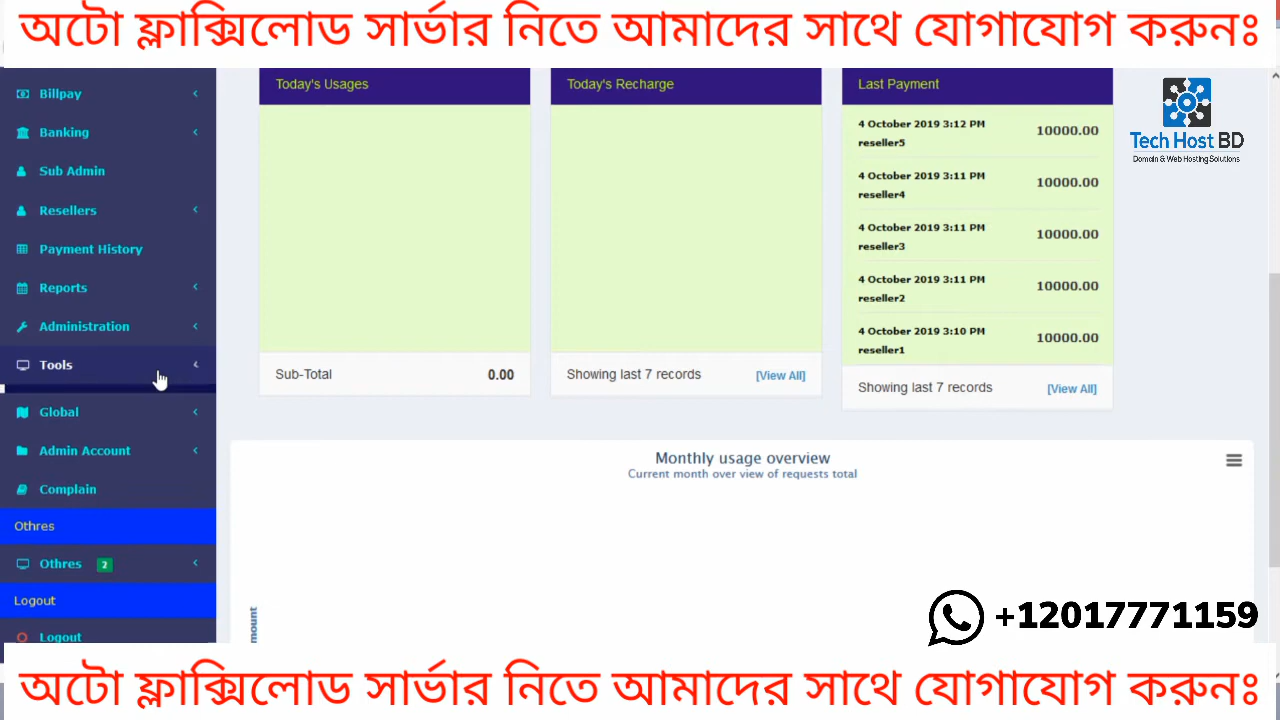 অটো ফ্লাক্সিলোড সার্ভার নিতে আমাদের সাথে যোগাযোগ করুনঃ
Billpay
Banking
Sub Admin
Resellers
Payment History
Reports
Administration
Tools
Global
Admin Account
Complain
Othres
Othres 2
Logout
Logout
Today's Usages
Sub-Total 0.00
Today's Recharge
Showing last 7 records [View All]
Last Payment
4 October 2019 3:12 PM 10000.00
reseller5
4 October 2019 3:11 PM 10000.00
reseller4
4 October 2019 3:11 PM 10000.00
reseller3
4 October 2019 3:11 PM 10000.00
reseller2
4 October 2019 3:10 PM 10000.00
reseller1
Showing last 7 records [View All]
Tech Host BD
Domain & Web Hosting Solutions
Monthly usage overview
Current month over view of requests total
mount
+12017771159
অটো ফ্লাক্সিলোড সার্ভার নিতে আমাদের সাথে যোগাযোগ করুনঃ